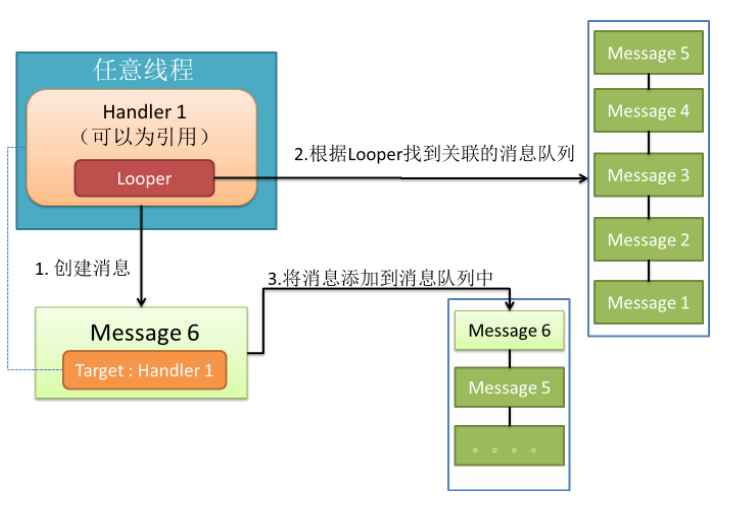 任意线程
Handler 1
（可以为引用）
Looper
1. 创建消息
2.根据Looper找到关联的消息队列
Message 5
Message 4
Message 3
Message 2
Message 1
Message 6
Target : Handler 1
3.将消息添加到消息队列中
Message 6
Message 5
。。。。